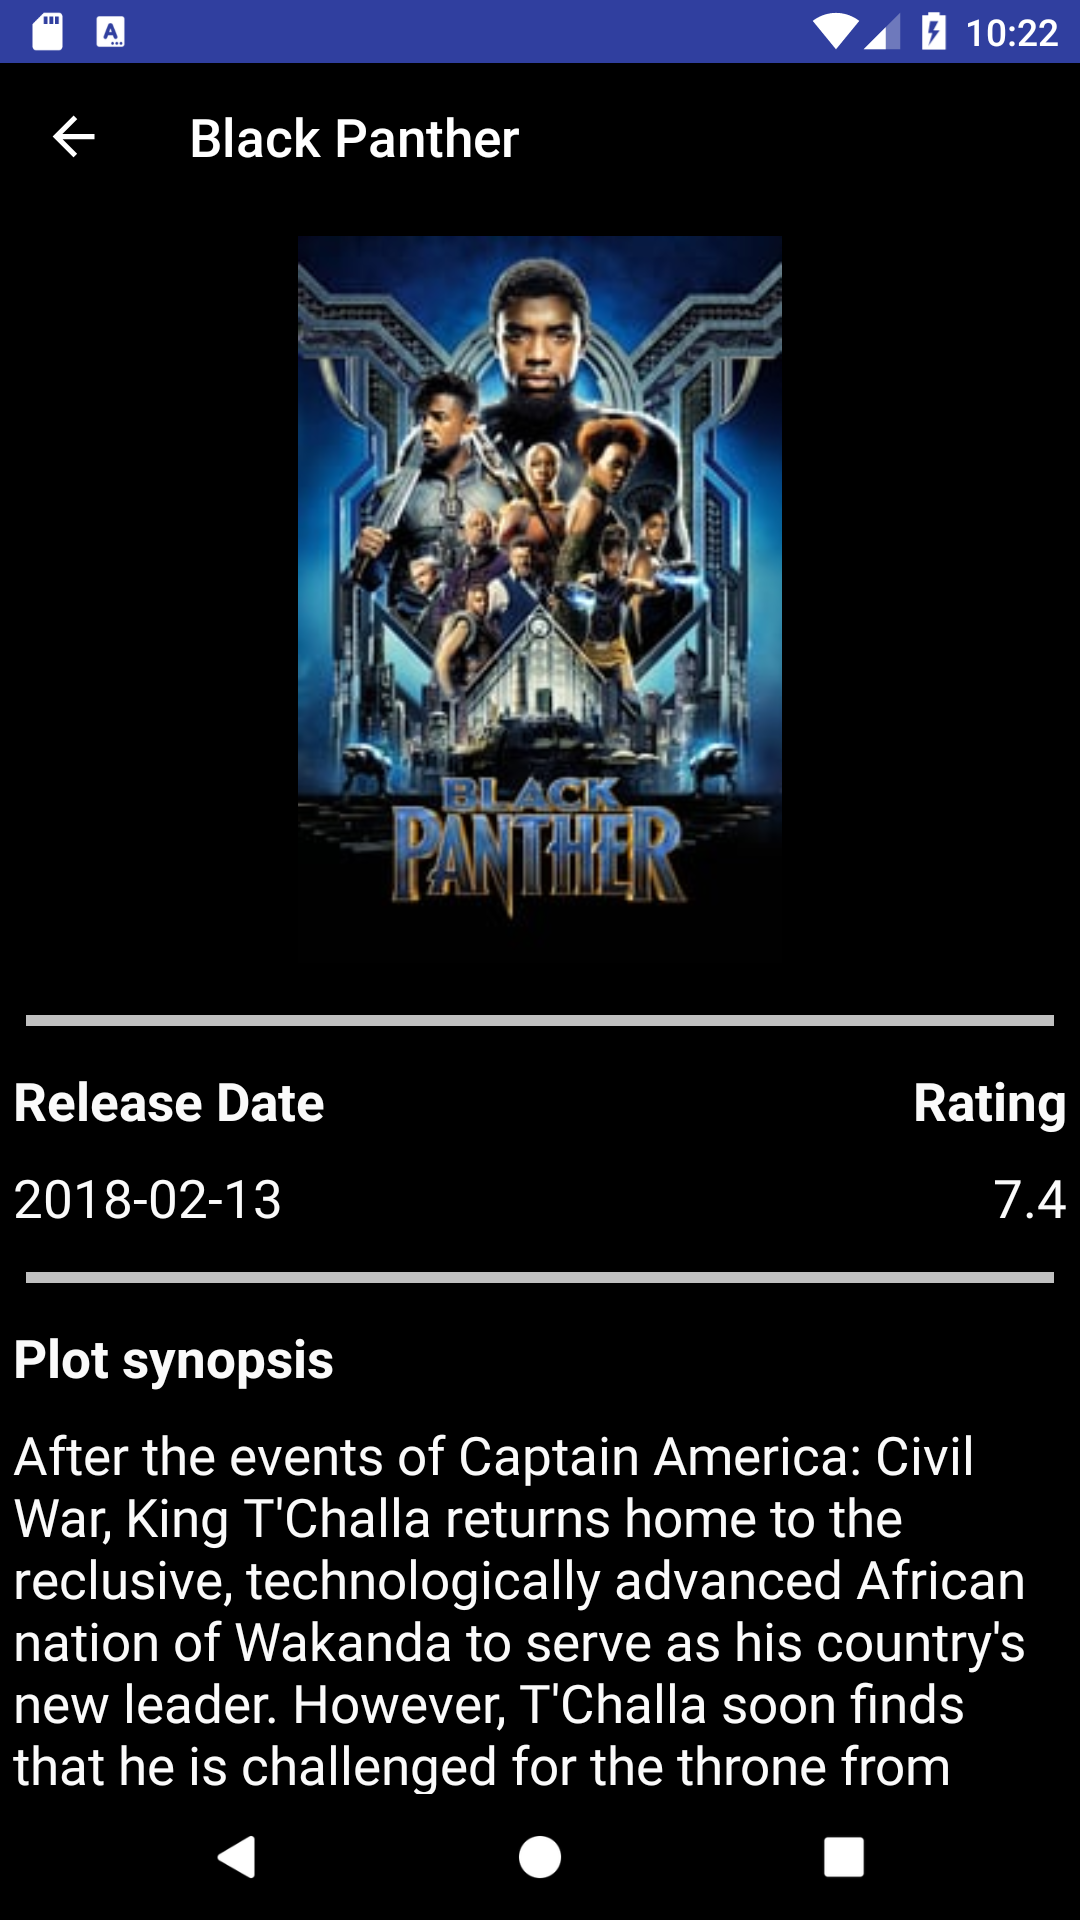 10:22
Black Panther
BLACK
PANTHER
Release Date
Rating
2018-02-13
7.4
Plot synopsis
After the events of Captain America: Civil
War, King T'Challa returns home to the
reclusive, technologically advanced African
nation of Wakanda to serve as his country's
new leader. However, T'Challa soon finds
that he is challenged for the throne from